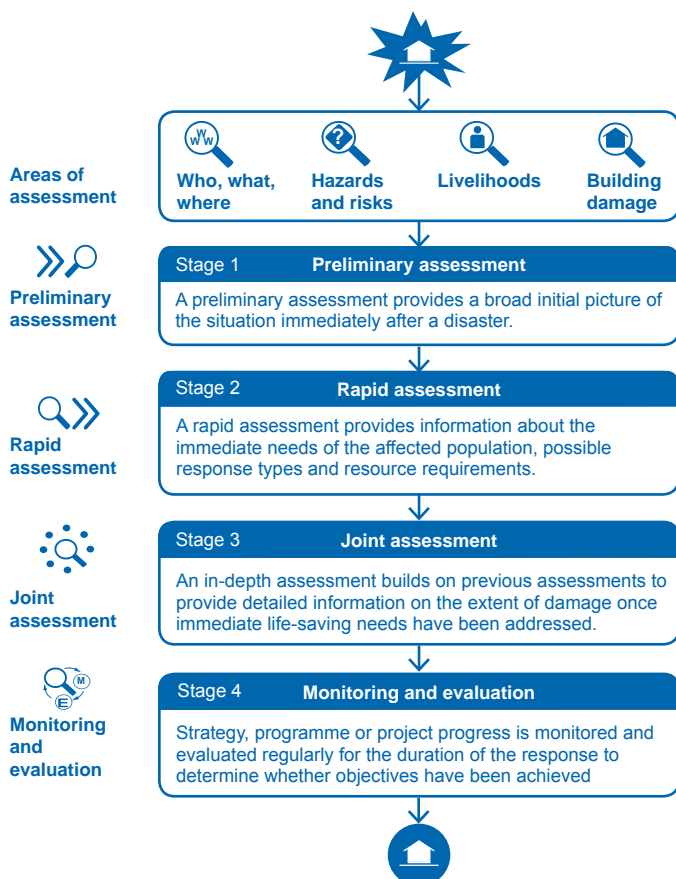 W
W W
?
Areas of
assessment
Who, what,
where
Hazards
and risks
Livelihoods
Building
damage
Preliminary
assessment
Stage 1 Preliminary assessment
A preliminary assessment provides a broad initial picture of
the situation immediately after a disaster.
Rapid
assessment
Stage 2 Rapid assessment
A rapid assessment provides information about the
immediate needs of the affected population, possible
response types and resource requirements.
Joint
assessment
Stage 3 Joint assessment
An in-depth assessment builds on previous assessments to
provide detailed information on the extent of damage once
immediate life-saving needs have been addressed.
M
E
Monitoring
and
evaluation
Stage 4 Monitoring and evaluation
Strategy, programme or project progress is monitored and
evaluated regularly for the duration of the response to
determine whether objectives have been achieved